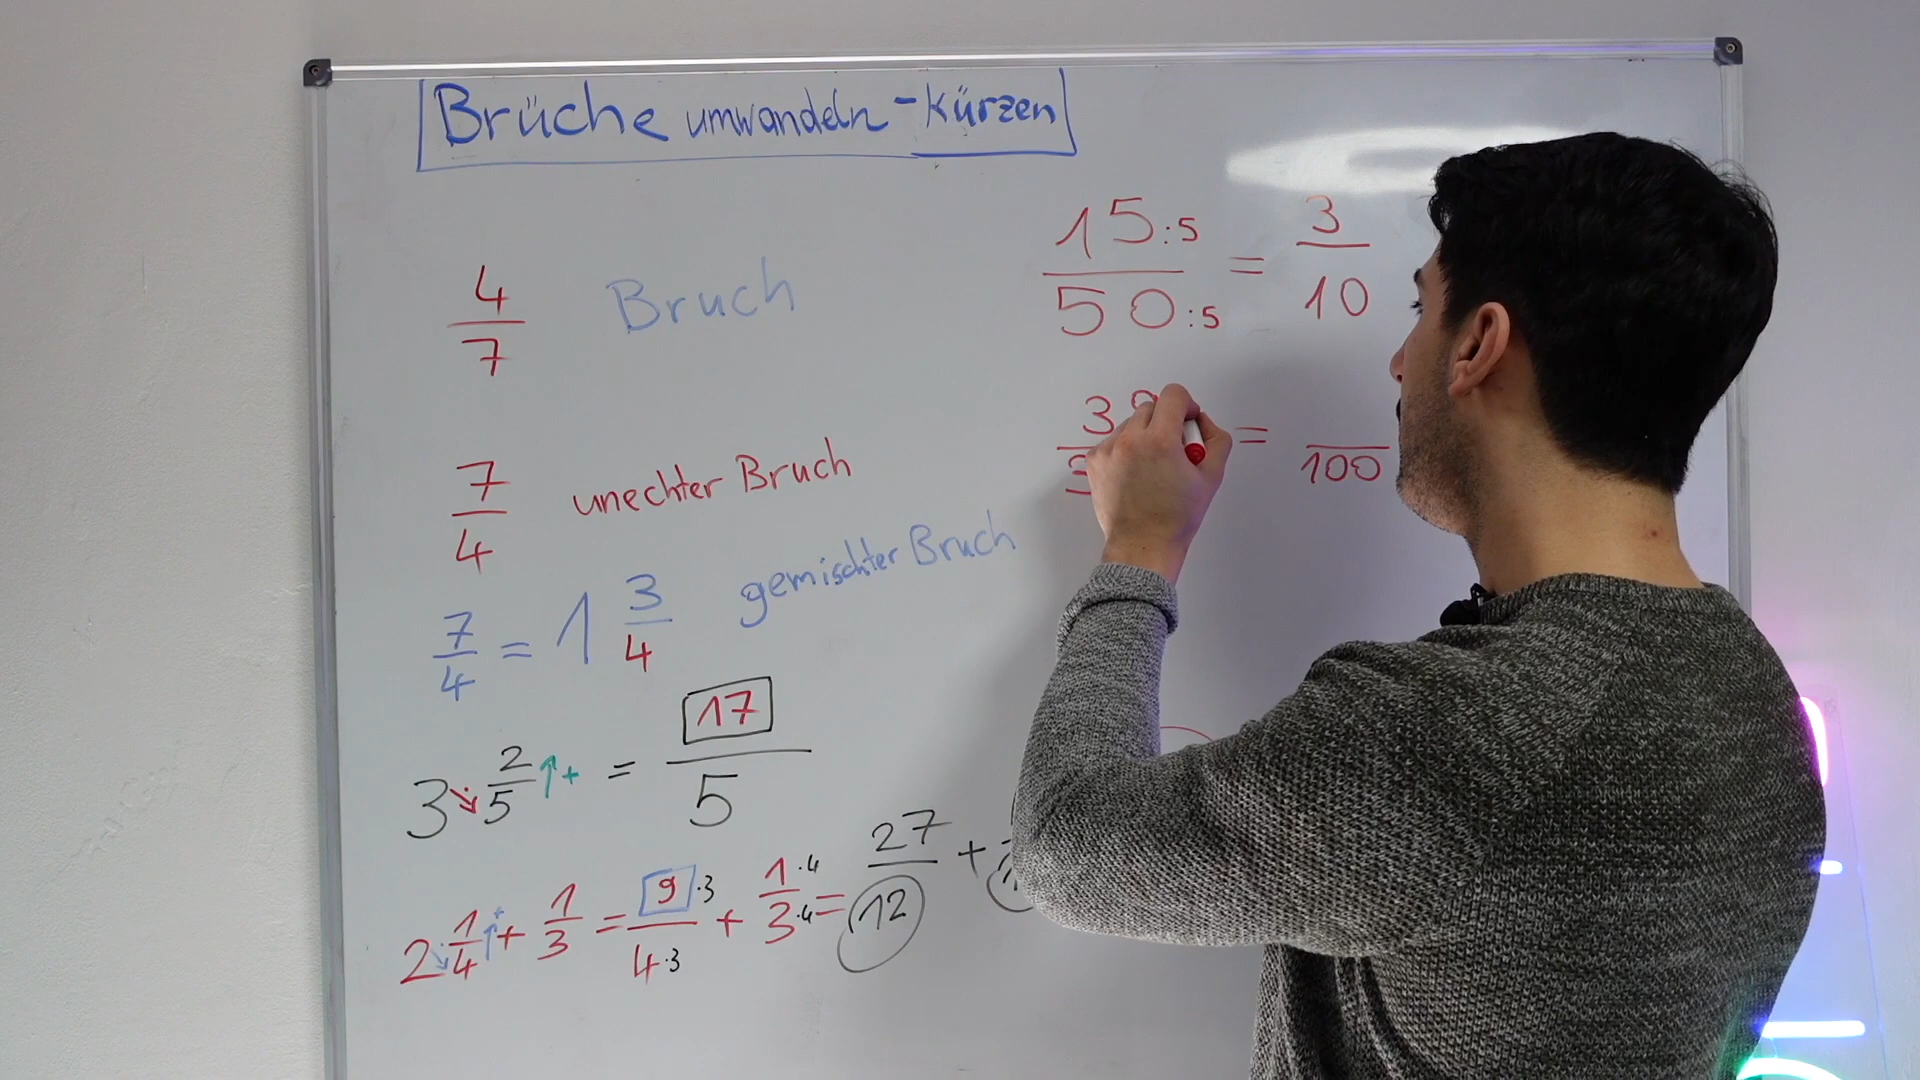 Brüche umwandeln - kürzen
4/7 Bruch
7/4 unechter Bruch
7/4 = 1 3/4 gemischter Bruch
3 2/5 + = 17/5
2 1/4 + + 1/3 = 9·3/4·3 + 1·4/3·4 = 27/12 +
15:5/50:5 = 3/10
3 = /100